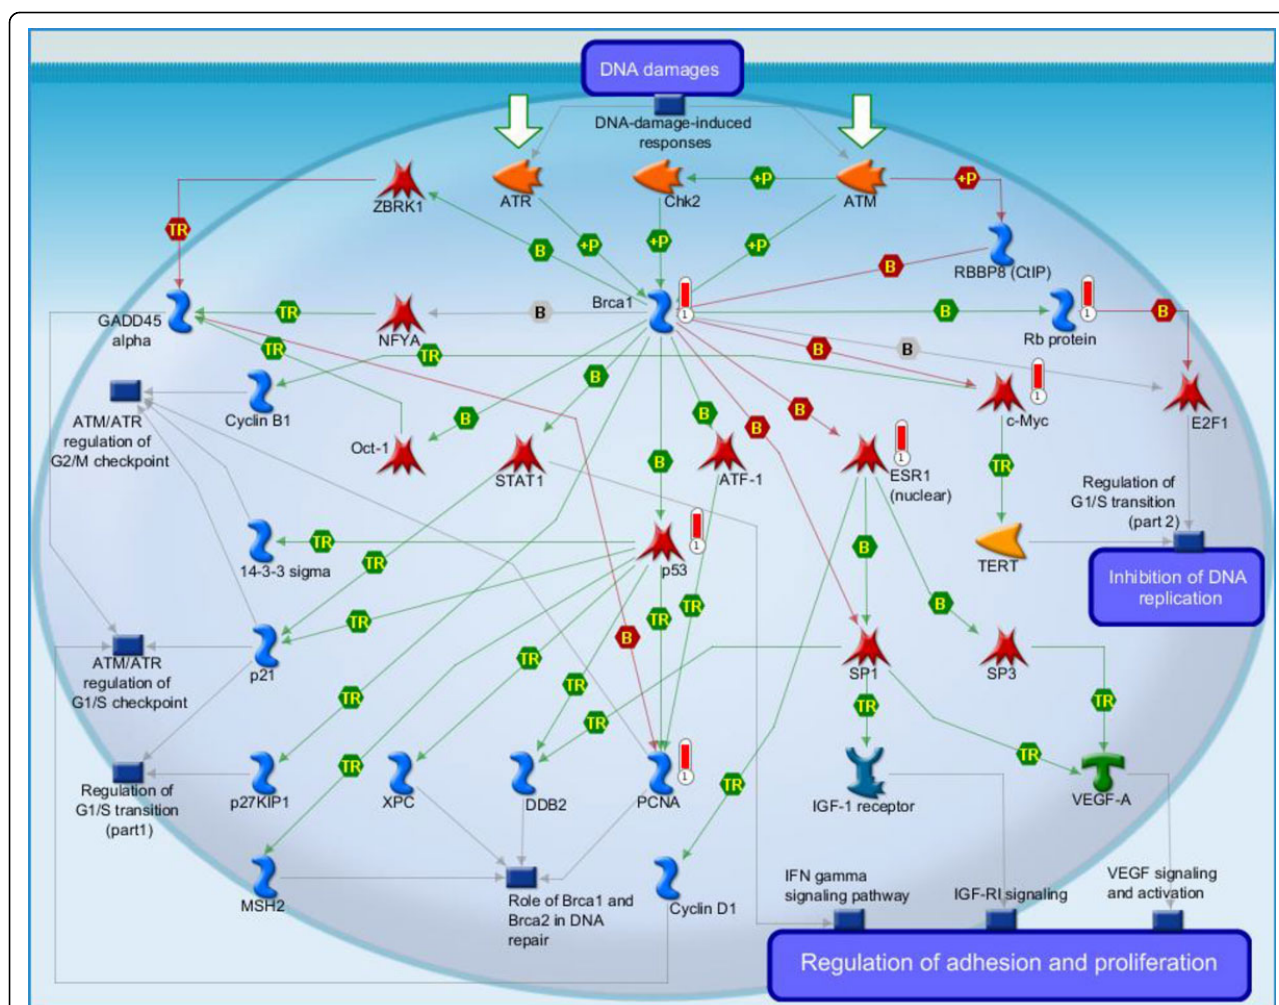 DNA damages
DNA-damage-induced
responses
ZBRK1
ATR
+P
Chk2
+P
ATM
+P
TR
B
+P
+P
+P
B
RBBP8 (CtIP)
GADD45
alpha
TR
NFYA
B
Brca1
1
B
Rb protein
1
B
TR
TR
B
B
Cyclin B1
ATM/ATR
regulation of
G2/M checkpoint
B
B
B
B
B
c-Myc
1
E2F1
Oct-1
STAT1
B
ATF-1
ESR1
(nuclear)
1
TR
Regulation of
G1/S transition
(part 2)
14-3-3 sigma
TR
TR
p53
1
B
TERT
Inhibition of DNA
replication
TR
TR
TR
B
B
ATM/ATR
regulation of
G1/S checkpoint
p21
TR
SP1
SP3
TR
TR
TR
TR
TR
TR
Regulation of
G1/S transition
(part1)
p27KIP1
TR
XPC
DDB2
PCNA
1
TR
IGF-1 receptor
VEGF-A
MSH2
Role of Brca1 and
Brca2 in DNA
repair
Cyclin D1
IFN gamma
signaling pathway
IGF-RI signaling
VEGF signaling
and activation
Regulation of adhesion and proliferation